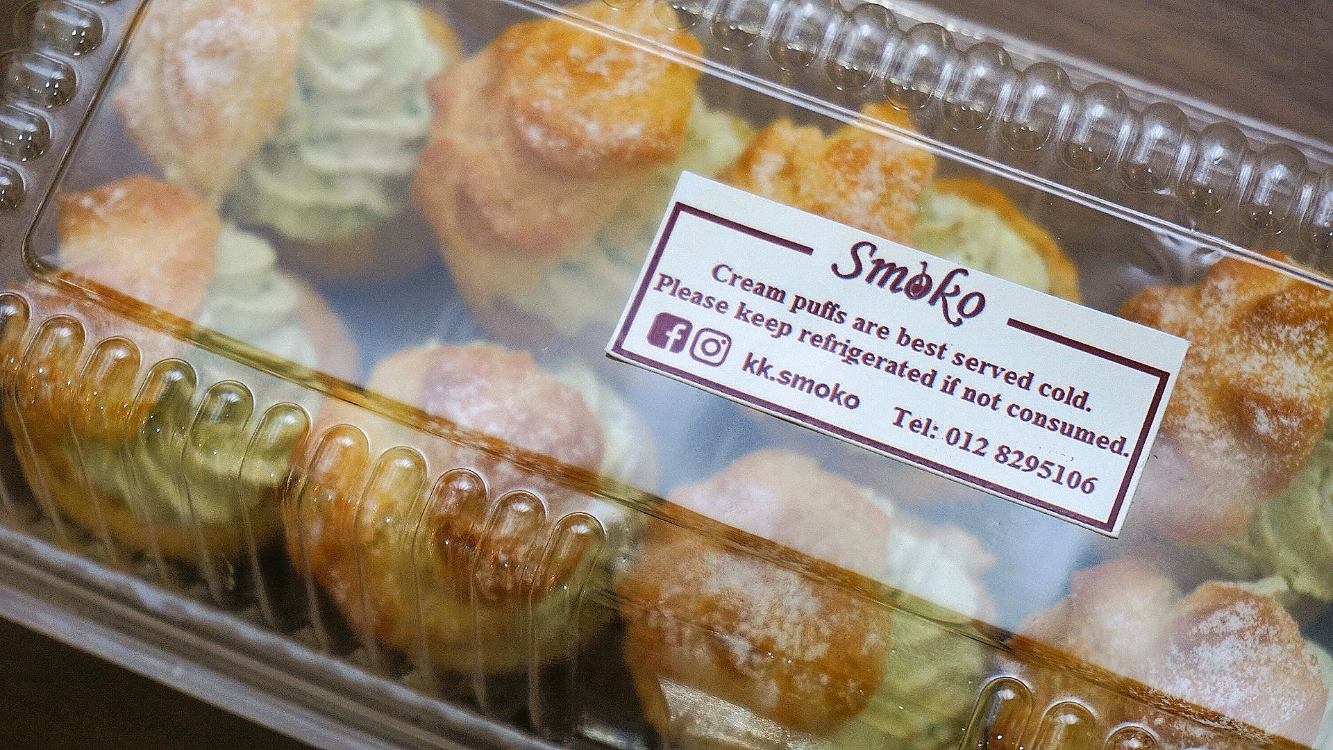 Smoko
Cream puffs are best served cold.
Please keep refrigerated if not consumed.
kk.smoko Tel: 012 8295106